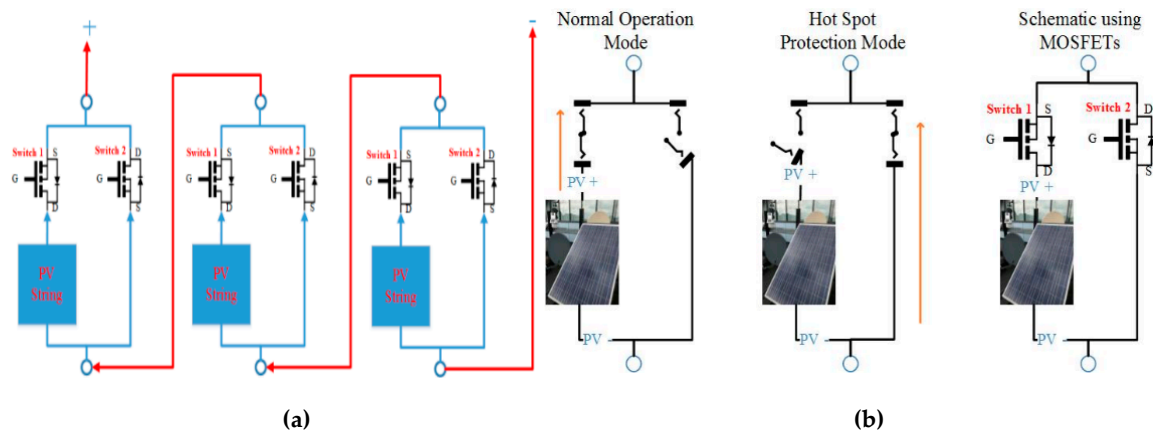 +
-
Switch 1
S
Switch 2
D
G
G
D
S
PV
String
Switch 1
S
Switch 2
D
G
G
D
S
PV
String
Switch 1
S
Switch 2
D
G
G
D
S
PV
String
(a)
Normal Operation
Mode
PV +
PV -
Hot Spot
Protection Mode
PV +
PV -
Schematic using
MOSFETs
Switch 1
S
Switch 2
D
G
G
D
S
PV +
PV -
(b)